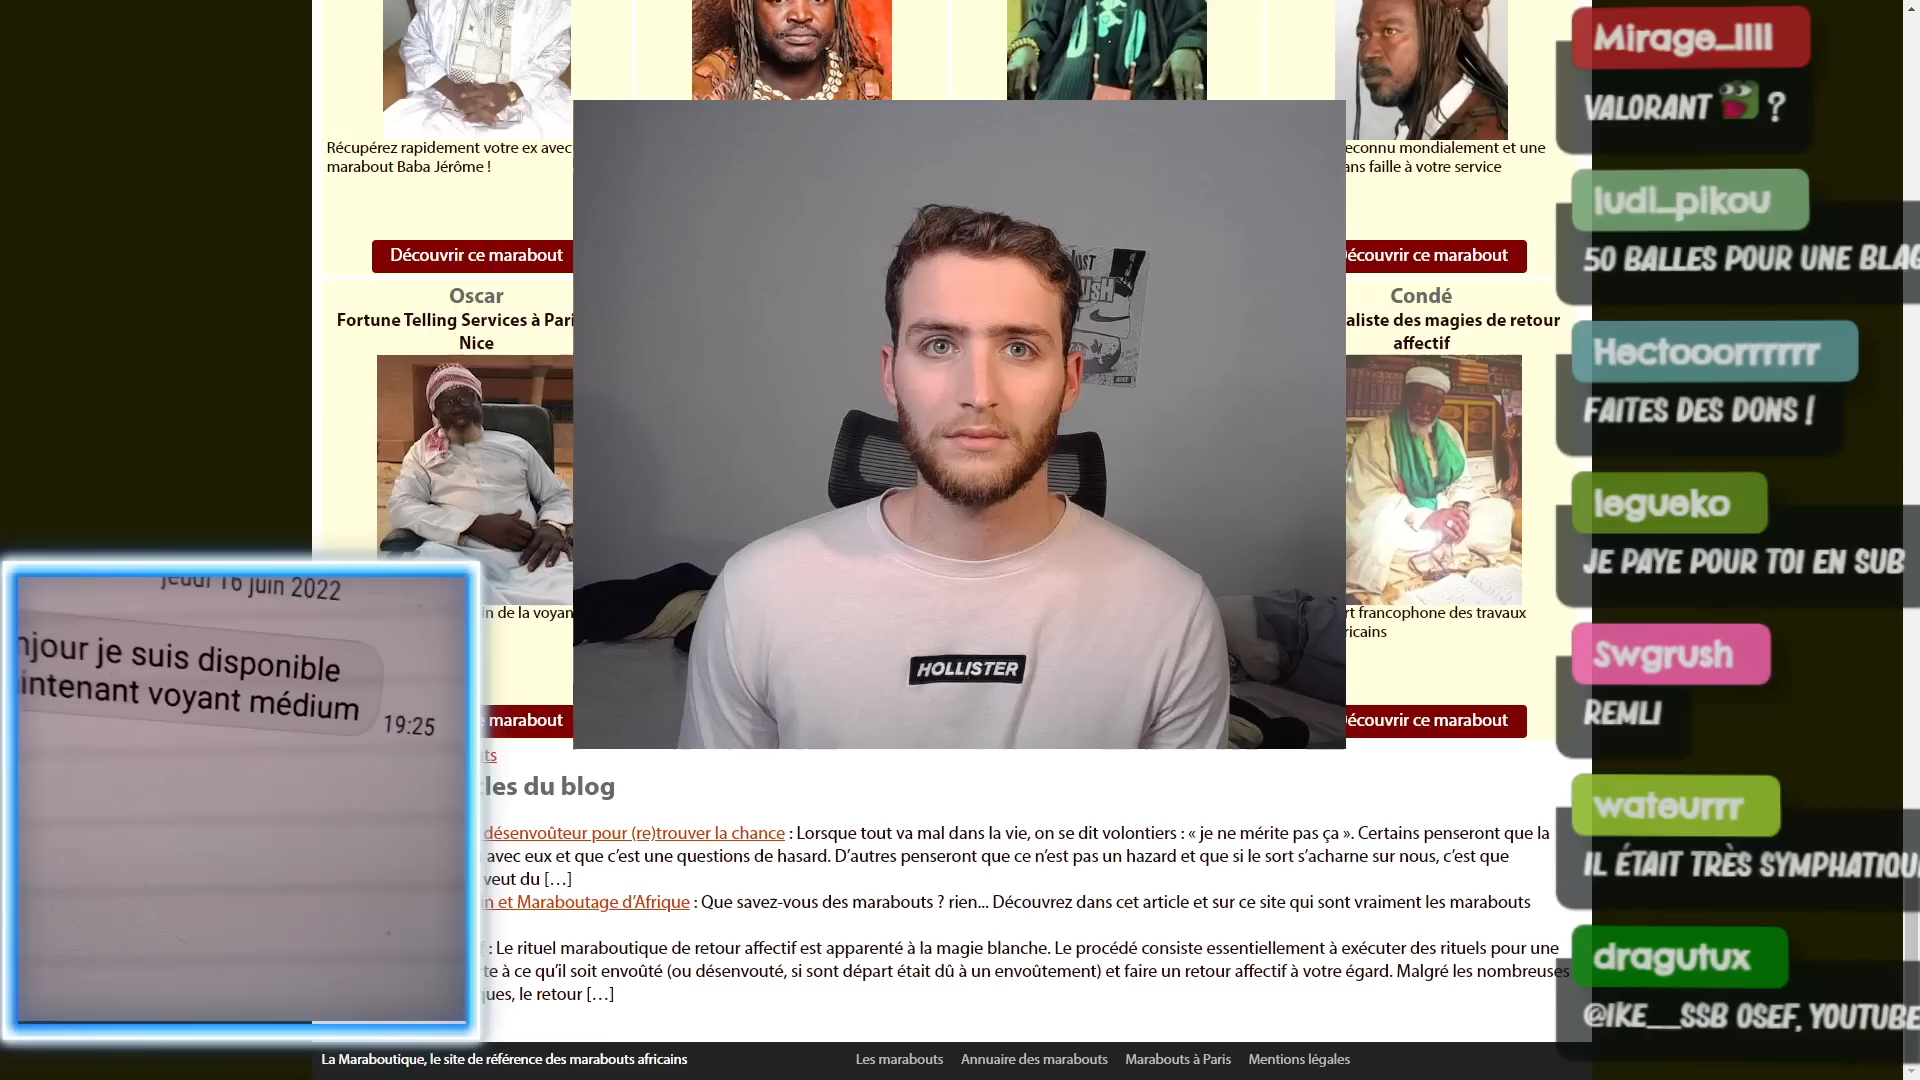 Récupérez rapidement votre ex avec
marabout Baba Jérôme !
Découvrir ce marabout
Oscar
Fortune Telling Services à Pari
Nice
in de la voyan
e marabout
ts
cles du blog
désenvoûteur pour (re)trouver la chance : Lorsque tout va mal dans la vie, on se dit volontiers : « je ne mérite pas ça ». Certains penseront que la
avec eux et que c’est une questions de hasard. D’autres penseront que ce n’est pas un hazard et que si le sort s’acharne sur nous, c’est que
veut du […]
in et Maraboutage d’Afrique : Que savez-vous des marabouts ? rien... Découvrez dans cet article et sur ce site qui sont vraiment les marabouts
f : Le rituel maraboutique de retour affectif est apparenté à la magie blanche. Le procédé consiste essentiellement à exécuter des rituels pour une
te à ce qu’il soit envoûté (ou désenvouté, si sont départ était dû à un envoûtement) et faire un retour affectif à votre égard. Malgré les nombreuses
ques, le retour […]
La Maraboutique, le site de référence des marabouts africains
Les marabouts
Annuaire des marabouts
Marabouts à Paris
Mentions légales
econnu mondialement et une
ans faille à votre service
écouvrir ce marabout
Condé
aliste des magies de retour
affectif
rt francophone des travaux
ricains
écouvrir ce marabout
HOLLISTER
jeudi 16 juin 2022
njour je suis disponible
intenant voyant médium
19:25
Mirage_llll
VALORANT ?
ludi_pikou
50 BALLES POUR UNE BLAG
Hectooorrrrrr
FAITES DES DONS !
legueko
JE PAYE POUR TOI EN SUB
Swgrush
REMLI
wateurrr
IL ÉTAIT TRÈS SYMPHATIQU
dragutux
@IKE__SSB OSEF, YOUTUBE